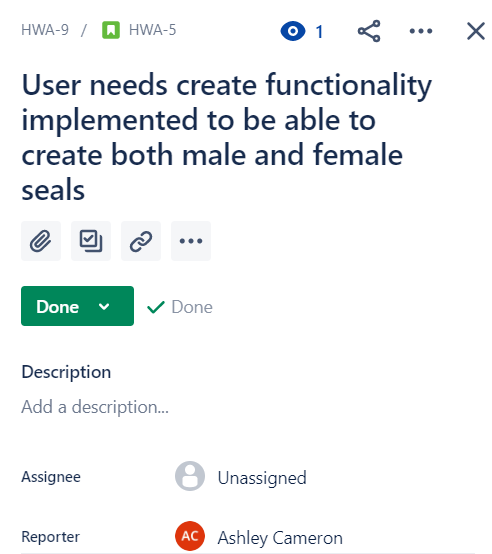 HWA-9 / HWA-5 1
User needs create functionality
implemented to be able to
create both male and female
seals
Done Done
Description
Add a description...
Assignee Unassigned
Reporter AC Ashley Cameron